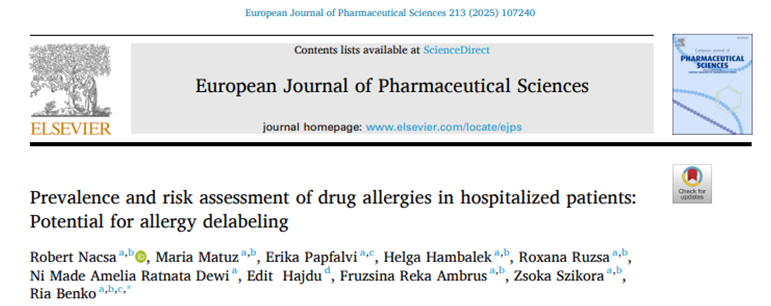 European Journal of Pharmaceutical Sciences 213 (2025) 107240
Contents lists available at ScienceDirect
European Journal of Pharmaceutical Sciences
journal homepage: www.elsevier.com/locate/ejps
ELSEVIER
PHARMACEUTICAL
SCIENCES
Check for
updates
Prevalence and risk assessment of drug allergies in hospitalized patients:
Potential for allergy delabeling
Robert Nacsa a,b, Maria Matuz a,b, Erika Papfalvi a,c, Helga Hambalek a,b, Roxana Ruzsa a,b,
Ni Made Amelia Ratnata Dewi a, Edit Hajdu d, Fruzsina Reka Ambrus a,b, Zsoka Szikora a,b,
Ria Benko a,b,c,*